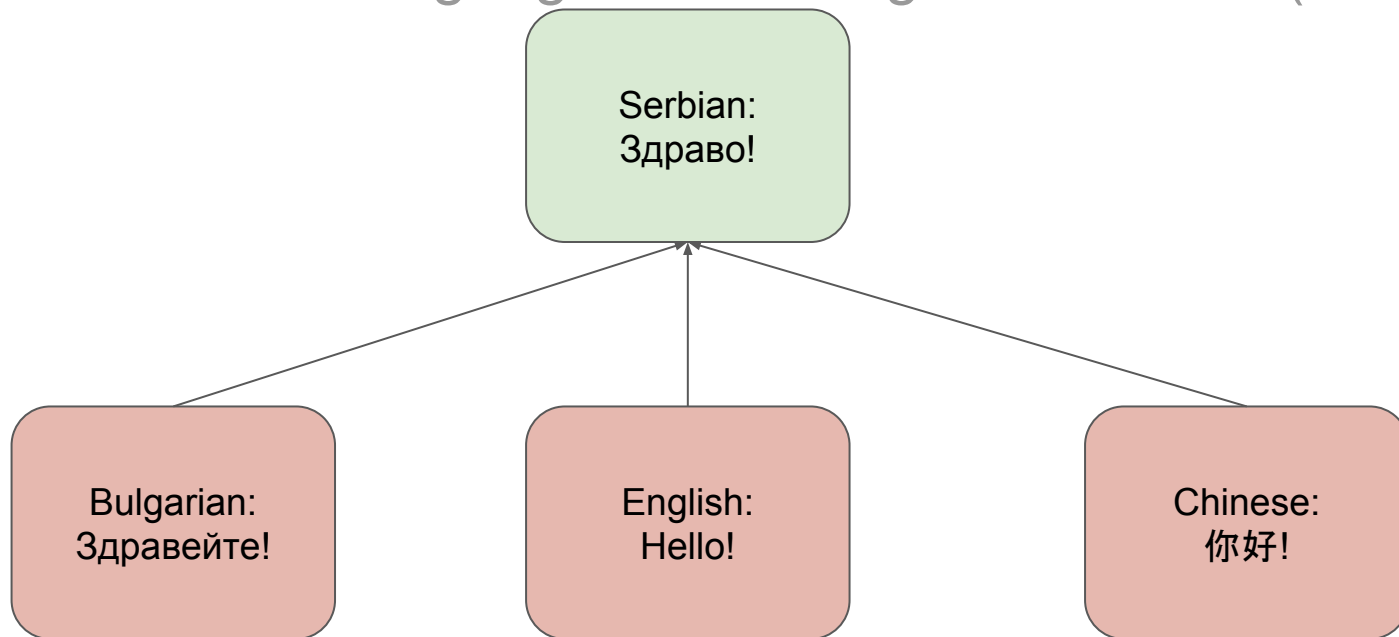 Serbian:
Здраво!
Bulgarian:
Здравейте!
English:
Hello!
Chinese:
你好!